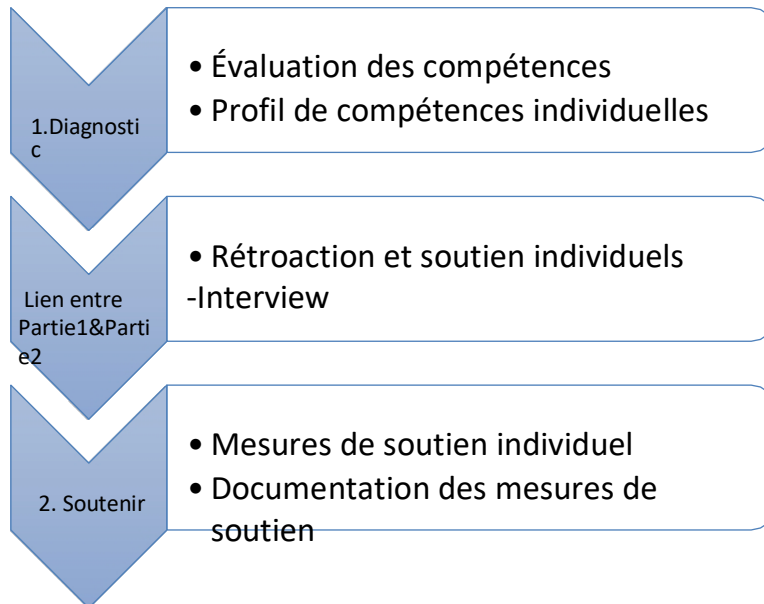 1.Diagnosti
c
• Évaluation des compétences
• Profil de compétences individuelles
Lien entre
Partie1&Parti
e2
• Rétroaction et soutien individuels
-Interview
2. Soutenir
• Mesures de soutien individuel
• Documentation des mesures de
soutien